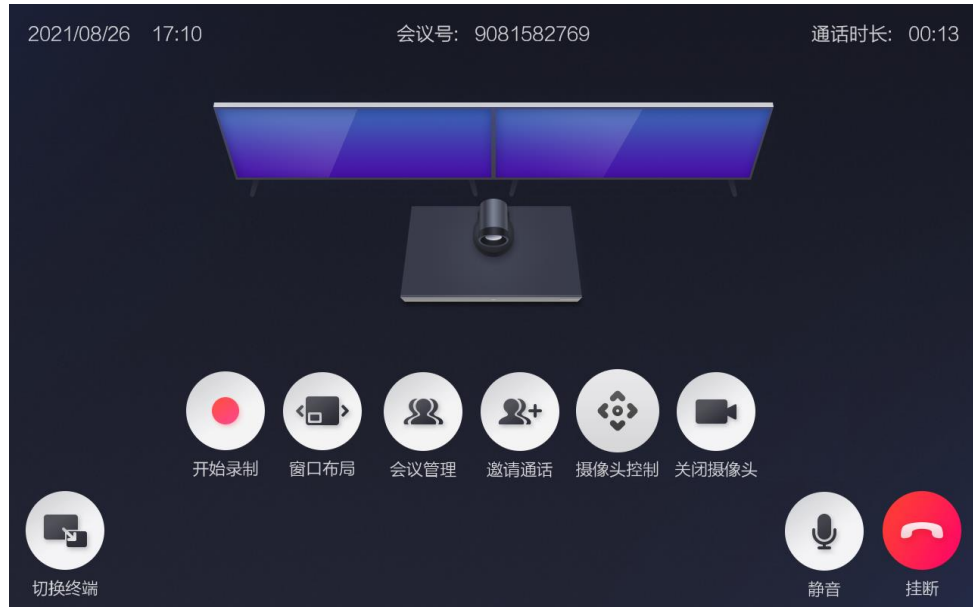 2021/08/26 17:10 会议号: 9081582769 通话时长: 00:13
开始录制 窗口布局 会议管理 邀请通话 摄像头控制 关闭摄像头
切换终端 静音 挂断